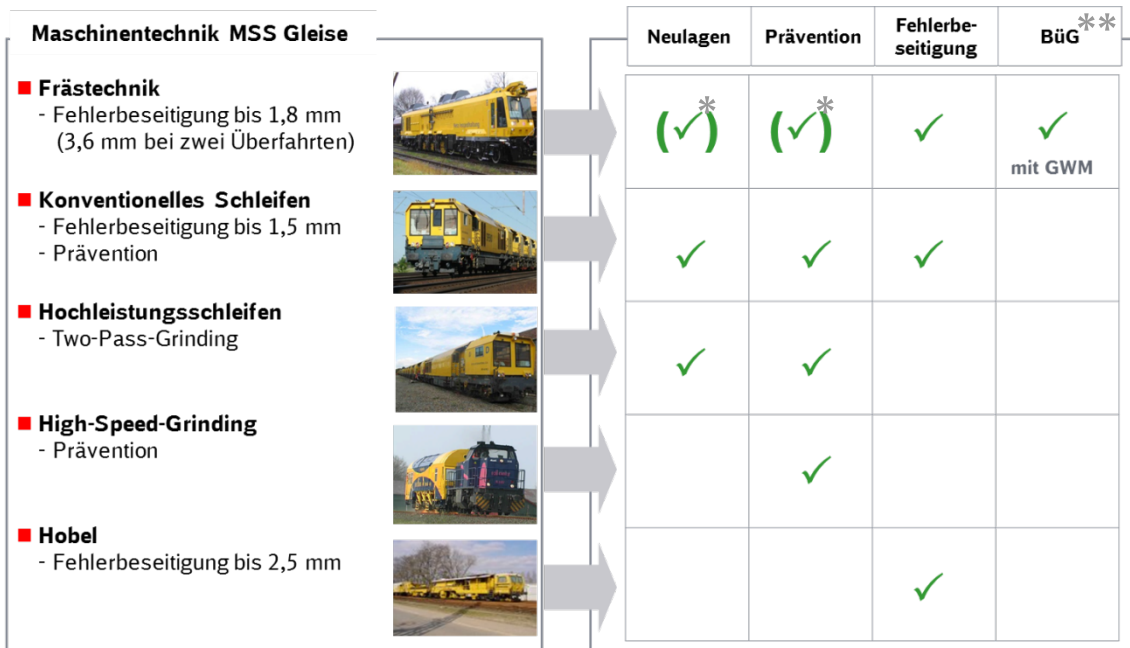 Maschinentechnik MSS Gleise
Neulagen
Prävention
Fehlerbe-
seitigung
BüG**
Frästechnik
- Fehlerbeseitigung bis 1,8 mm
(3,6 mm bei zwei Überfahrten)
(✓)*
(✓)*
✓
✓
mit GWM
Konventionelles Schleifen
- Fehlerbeseitigung bis 1,5 mm
- Prävention
✓
✓
✓
Hochleistungsschleifen
- Two-Pass-Grinding
✓
✓
High-Speed-Grinding
- Prävention
✓
Hobel
- Fehlerbeseitigung bis 2,5 mm
✓